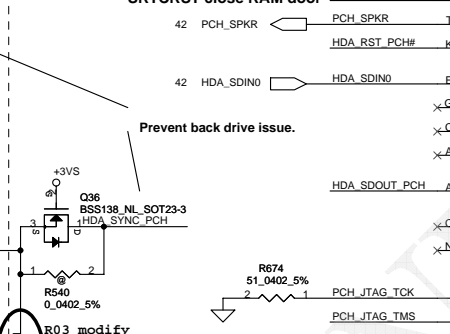 CRTCRST close RAM door
42 PCH_SPKR PCH_SPKR
HDA_RST_PCH#
42 HDA_SDIN0 HDA_SDIN0
Prevent back drive issue.
+3VS
Q36
BSS138_NL_SOT23-3
3 S G 1 D HDA_SYNC_PCH
HDA_SDOUT_PCH
1 2
@
R540
0_0402_5%
R674
51_0402_5%
2 1 PCH_JTAG_TCK
PCH_JTAG_TMS
R03 modify